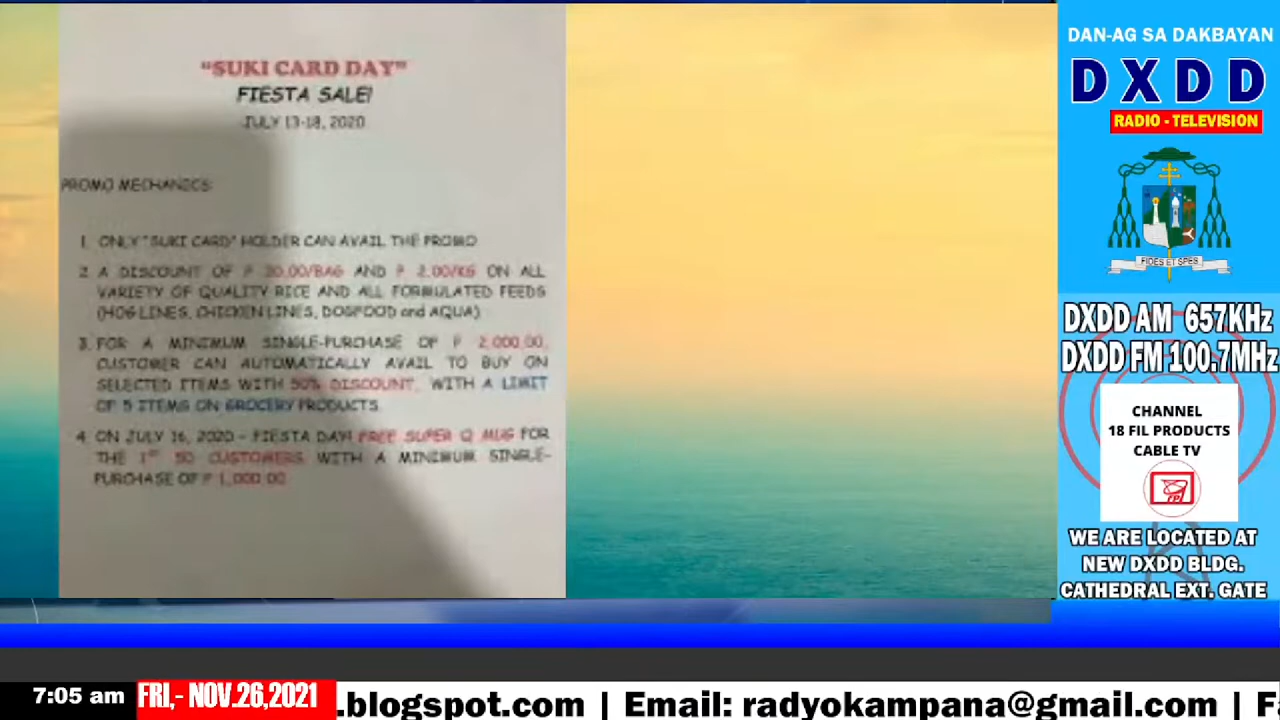 "SUKI CARD DAY"
FIESTA SALE!
JULY 13-18, 2020
PROMO MECHANICS:
1. ONLY "SUKI CARD" HOLDER CAN AVAIL THE PROMO
2. A DISCOUNT OF ₱ 20.00/BAG AND ₱ 2.00/KG ON ALL
VARIETY OF QUALITY RICE AND ALL FORMULATED FEEDS
(HOG LINES, CHICKEN LINES, DOGFOOD and AQUA)
3. FOR A MINIMUM SINGLE-PURCHASE OF ₱ 2,000.00,
CUSTOMER CAN AUTOMATICALLY AVAIL TO BUY ON
SELECTED ITEMS WITH 50% DISCOUNT, WITH A LIMIT
OF 5 ITEMS ON GROCERY PRODUCTS.
4. ON JULY 16, 2020 - FIESTA DAY! FREE SUPER Q MUG FOR
THE 1ST 50 CUSTOMERS WITH A MINIMUM SINGLE-
PURCHASE OF ₱ 1,000.00
DAN-AG SA DAKBAYAN
DXDD
RADIO - TELEVISION
FIDES ET SPES
DXDD AM 657KHz
DXDD FM 100.7MHz
CHANNEL
18 FIL PRODUCTS
CABLE TV
WE ARE LOCATED AT
NEW DXDD BLDG.
CATHEDRAL EXT. GATE
7:05 am FRI,- NOV.26,2021 .blogspot.com | Email: radyokampana@gmail.com | Fa